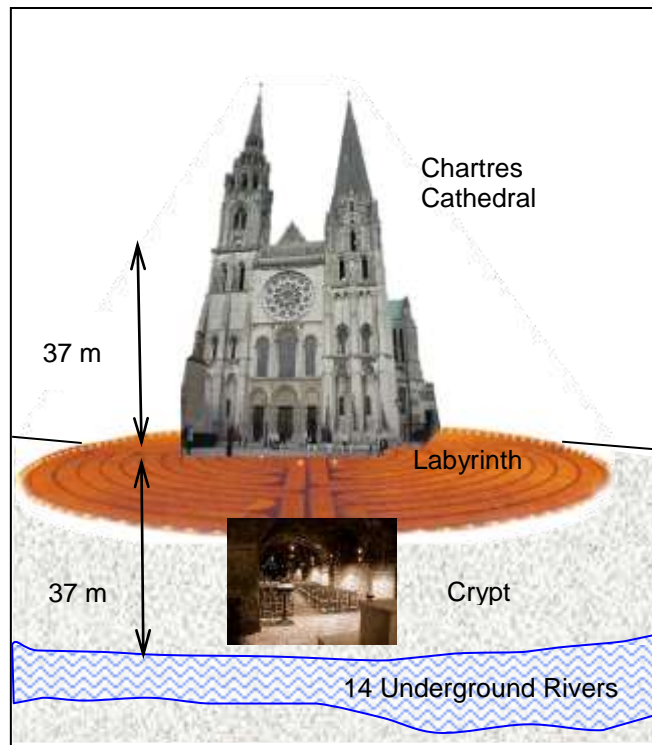 Chartres
Cathedral
37 m
Labyrinth
37 m
Crypt
14 Underground Rivers